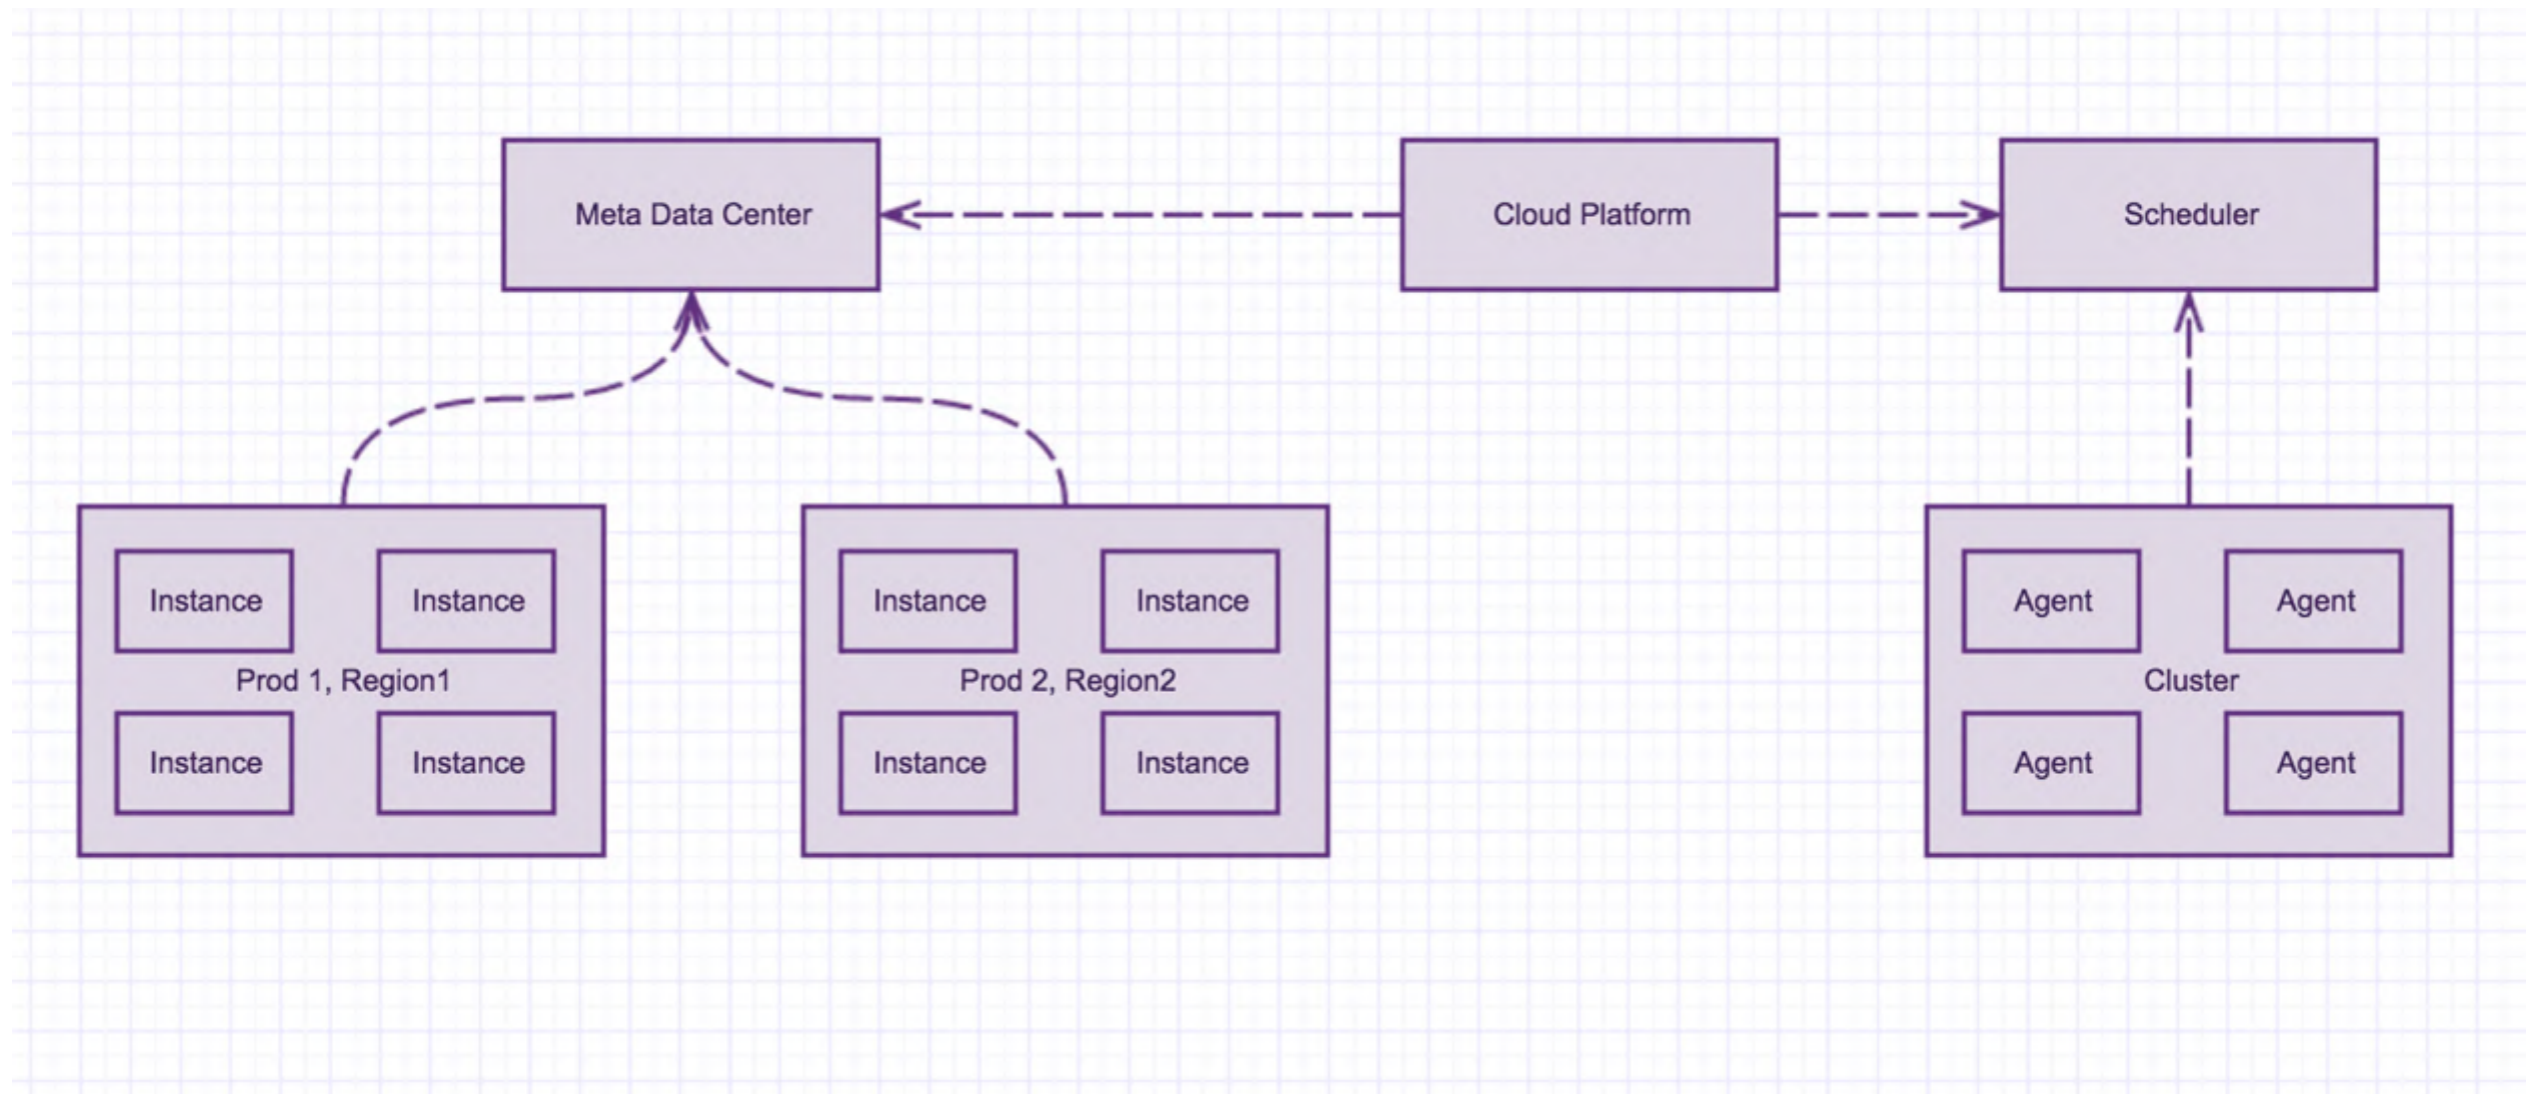 Meta Data Center
Cloud Platform
Scheduler
Instance
Instance
Prod 1, Region1
Instance
Instance
Instance
Instance
Prod 2, Region2
Instance
Instance
Agent
Agent
Cluster
Agent
Agent